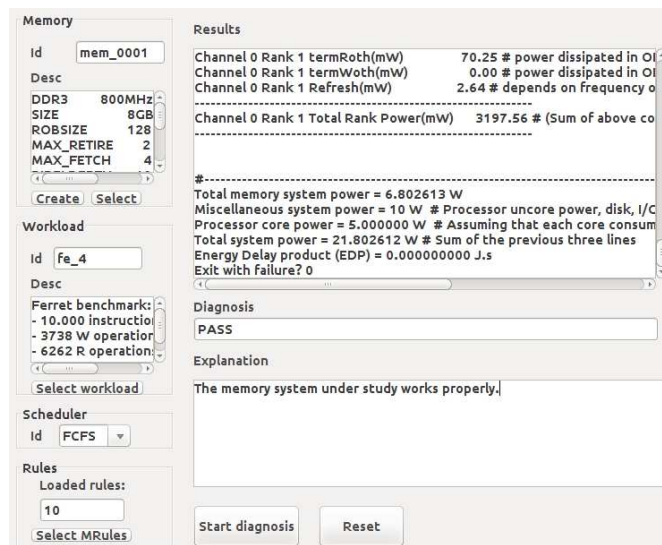 Memory
Id mem_0001
Desc
DDR3 800MHz
SIZE 8GB
ROBSIZE 128
MAX_RETIRE 2
MAX_FETCH 4
Create Select
Workload
Id fe_4
Desc
Ferret benchmark:
- 10.000 instruction
- 3738 W operation
- 6262 R operations
Select workload
Scheduler
Id FCFS
Rules
Loaded rules:
10
Select MRules
Results
Channel 0 Rank 1 termRoth(mW) 70.25 # power dissipated in
Channel 0 Rank 1 termWoth(mW) 0.00 # power dissipated in
Channel 0 Rank 1 Refresh(mW) 2.64 # depends on frequency o
----------------------------------------------------------------
Channel 0 Rank 1 Total Rank Power(mW) 3197.56 # (Sum of above co
----------------------------------------------------------------
#----------------------------------------------------------------
Total memory system power = 6.802613 W
Miscellaneous system power = 10 W # Processor uncore power, disk, I/O
Processor core power = 5.000000 W # Assuming that each core consum
Total system power = 21.802612 W # Sum of the previous three lines
Energy Delay product (EDP) = 0.000000000 J.s
Exit with failure? 0
Diagnosis
PASS
Explanation
The memory system under study works properly.
Start diagnosis Reset